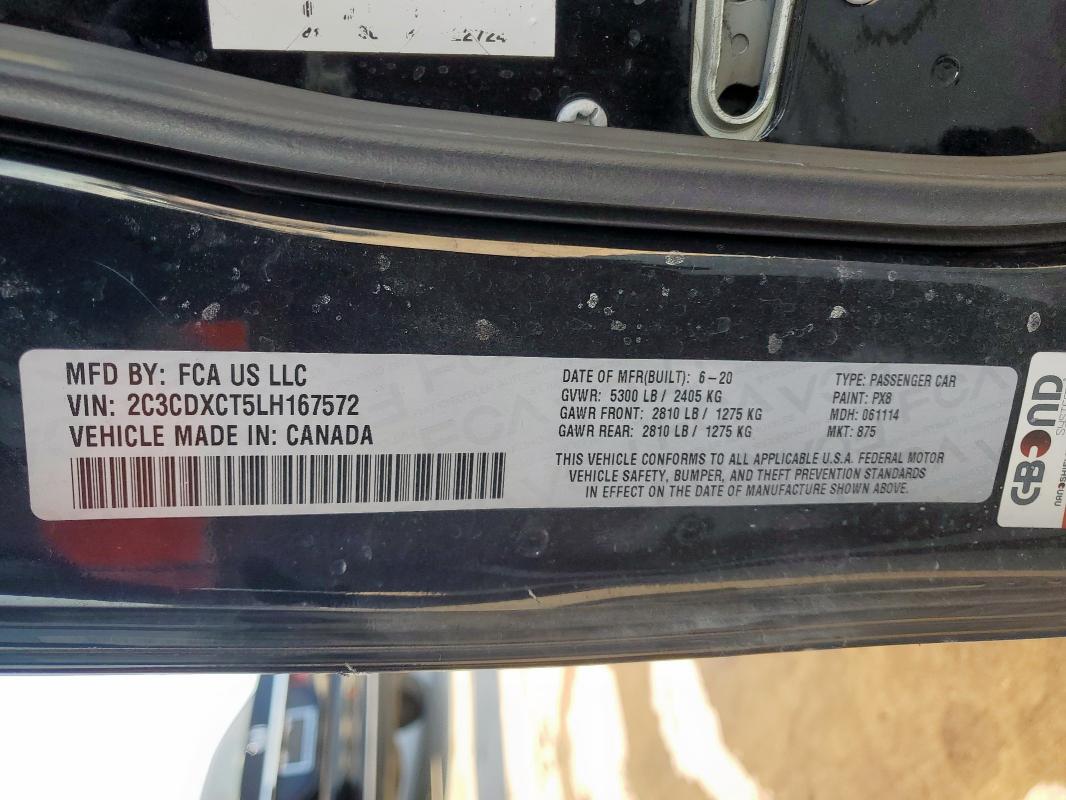 22724
MFD BY: FCA US LLC
VIN: 2C3CDXCT5LH167572
VEHICLE MADE IN: CANADA
DATE OF MFR(BUILT): 6-20
GVWR: 5300 LB / 2405 KG
GAWR FRONT: 2810 LB / 1275 KG
GAWR REAR: 2810 LB / 1275 KG
TYPE: PASSENGER CAR
PAINT: PX8
MDH: 061114
MKT: 875
THIS VEHICLE CONFORMS TO ALL APPLICABLE U.S.A. FEDERAL MOTOR
VEHICLE SAFETY, BUMPER, AND THEFT PREVENTION STANDARDS
IN EFFECT ON THE DATE OF MANUFACTURE SHOWN ABOVE.
C-BOND
SYSTEMS